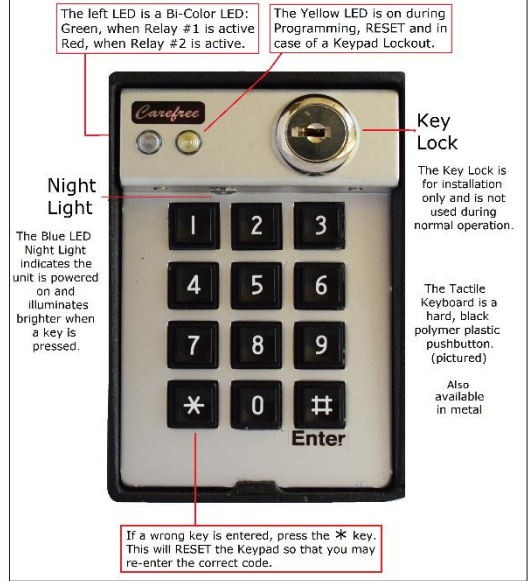 The left LED is a Bi-Color LED:
Green, when Relay #1 is active
Red, when Relay #2 is active.
The Yellow LED is on during
Programming, RESET and in
case of a Keypad Lockout.
Carefree
Key
Lock
The Key Lock is
for installation
only and is not
used during
normal operation.
Night
Light
The Blue LED
Night Light
indicates the
unit is powered
on and
illuminates
brighter when
a key is
pressed.
1 2 3
4 5 6
7 8 9
* 0 #
Enter
The Tactile
Keyboard is a
hard, black
polymer plastic
pushbutton.
(pictured)
Also
available
in metal
If a wrong key is entered, press the * key.
This will RESET the Keypad so that you may
re-enter the correct code.